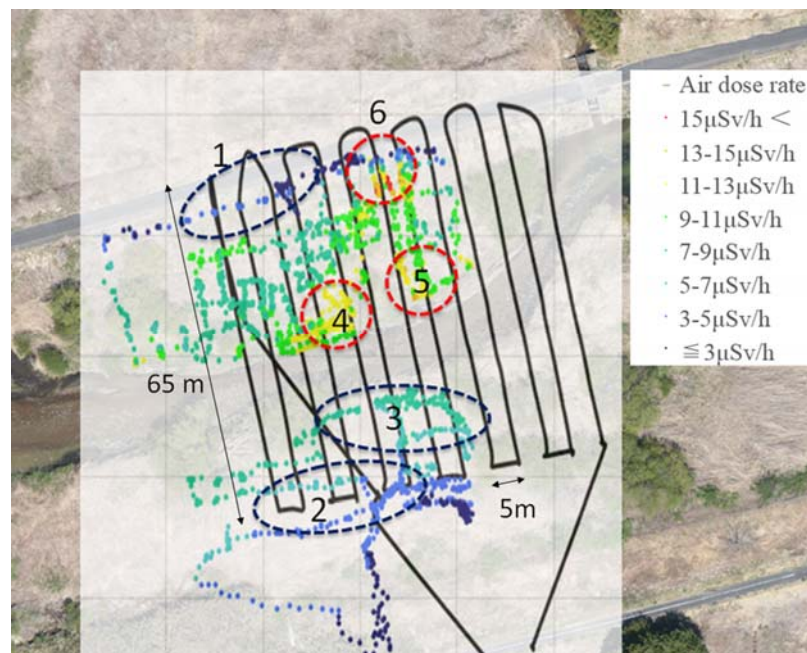 6
1
5
4
3
2
65 m
5m
Air dose rate
15μSv/h <
13-15μSv/h
11-13μSv/h
9-11μSv/h
7-9μSv/h
5-7μSv/h
3-5μSv/h
≦3μSv/h